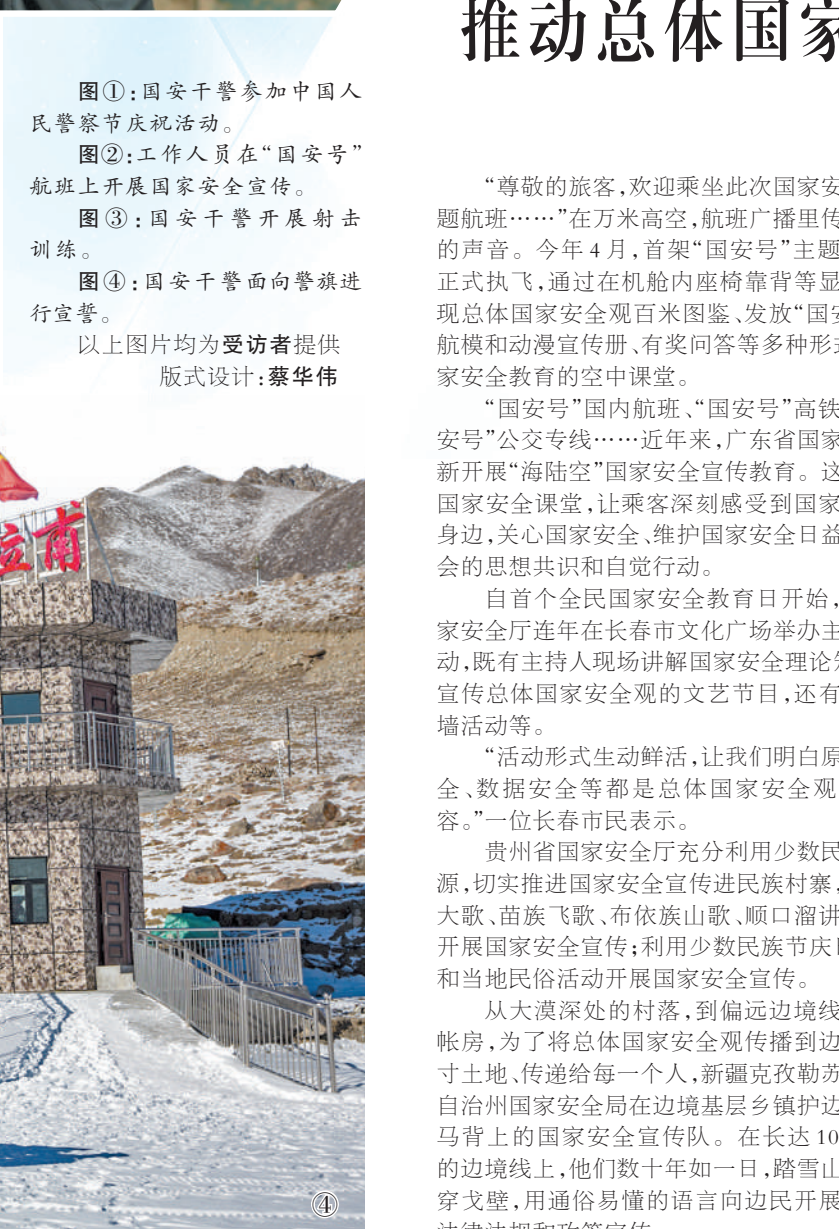 推动总体国家
图①:国安干警参加中国人
民警察节庆祝活动。
图②:工作人员在“国安号”
航班上开展国家安全宣传。
图③:国安干警开展射击
训练。
图④:国安干警面向警旗进
行宣誓。
以上图片均为受访者提供
版式设计:蔡华伟
拉甫
④
“尊敬的旅客,欢迎乘坐此次国家安
题航班……”在万米高空,航班广播里传
的声音。今年4月,首架“国安号”主题
正式执飞,通过在机舱内座椅靠背等显
现总体国家安全观百米图鉴、发放“国安
航模和动漫宣传册、有奖问答等多种形式
家安全教育的空中课堂。
“国安号”国内航班、“国安号”高铁
安号”公交专线……近年来,广东省国家
新开展“海陆空”国家安全宣传教育。这
国家安全课堂,让乘客深刻感受到国家
身边,关心国家安全、维护国家安全日益
会的思想共识和自觉行动。
自首个全民国家安全教育日开始,
家安全厅连年在长春市文化广场举办主
动,既有主持人现场讲解国家安全理论知
宣传总体国家安全观的文艺节目,还有
墙活动等。
“活动形式生动鲜活,让我们明白原
全、数据安全等都是总体国家安全观
容。”一位长春市民表示。
贵州省国家安全厅充分利用少数民
源,切实推进国家安全宣传进民族村寨,
大歌、苗族飞歌、布依族山歌、顺口溜讲
开展国家安全宣传;利用少数民族节庆
和当地民俗活动开展国家安全宣传。
从大漠深处的村落,到偏远边境线
帐房,为了将总体国家安全观传播到边
寸土地、传递给每一个人,新疆克孜勒苏
自治州国家安全局在边境基层乡镇护边
马背上的国家安全宣传队。在长达10
的边境线上,他们数十年如一日,踏雪山
穿戈壁,用通俗易懂的语言向边民开展
法律法规和政策宣传。